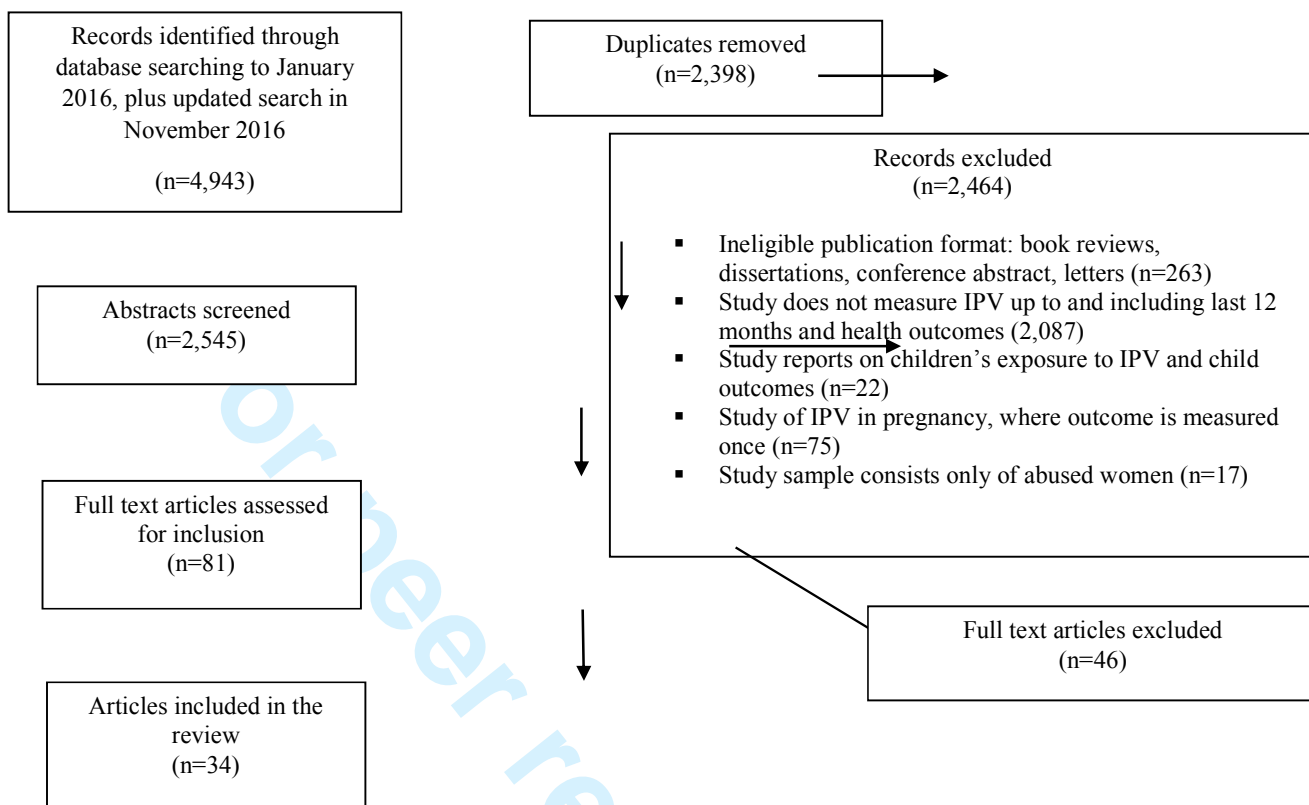 Records identified through
database searching to January
2016, plus updated search in
November 2016
(n=4,943)
Duplicates removed
(n=2,398)
Records excluded
(n=2,464)
▪ Ineligible publication format: book reviews,
dissertations, conference abstract, letters (n=263)
▪ Study does not measure IPV up to and including last 12
months and health outcomes (2,087)
▪ Study reports on children’s exposure to IPV and child
outcomes (n=22)
▪ Study of IPV in pregnancy, where outcome is measured
once (n=75)
▪ Study sample consists only of abused women (n=17)
Abstracts screened
(n=2,545)
Full text articles assessed
for inclusion
(n=81)
Full text articles excluded
(n=46)
Articles included in the
review
(n=34)
or peer re